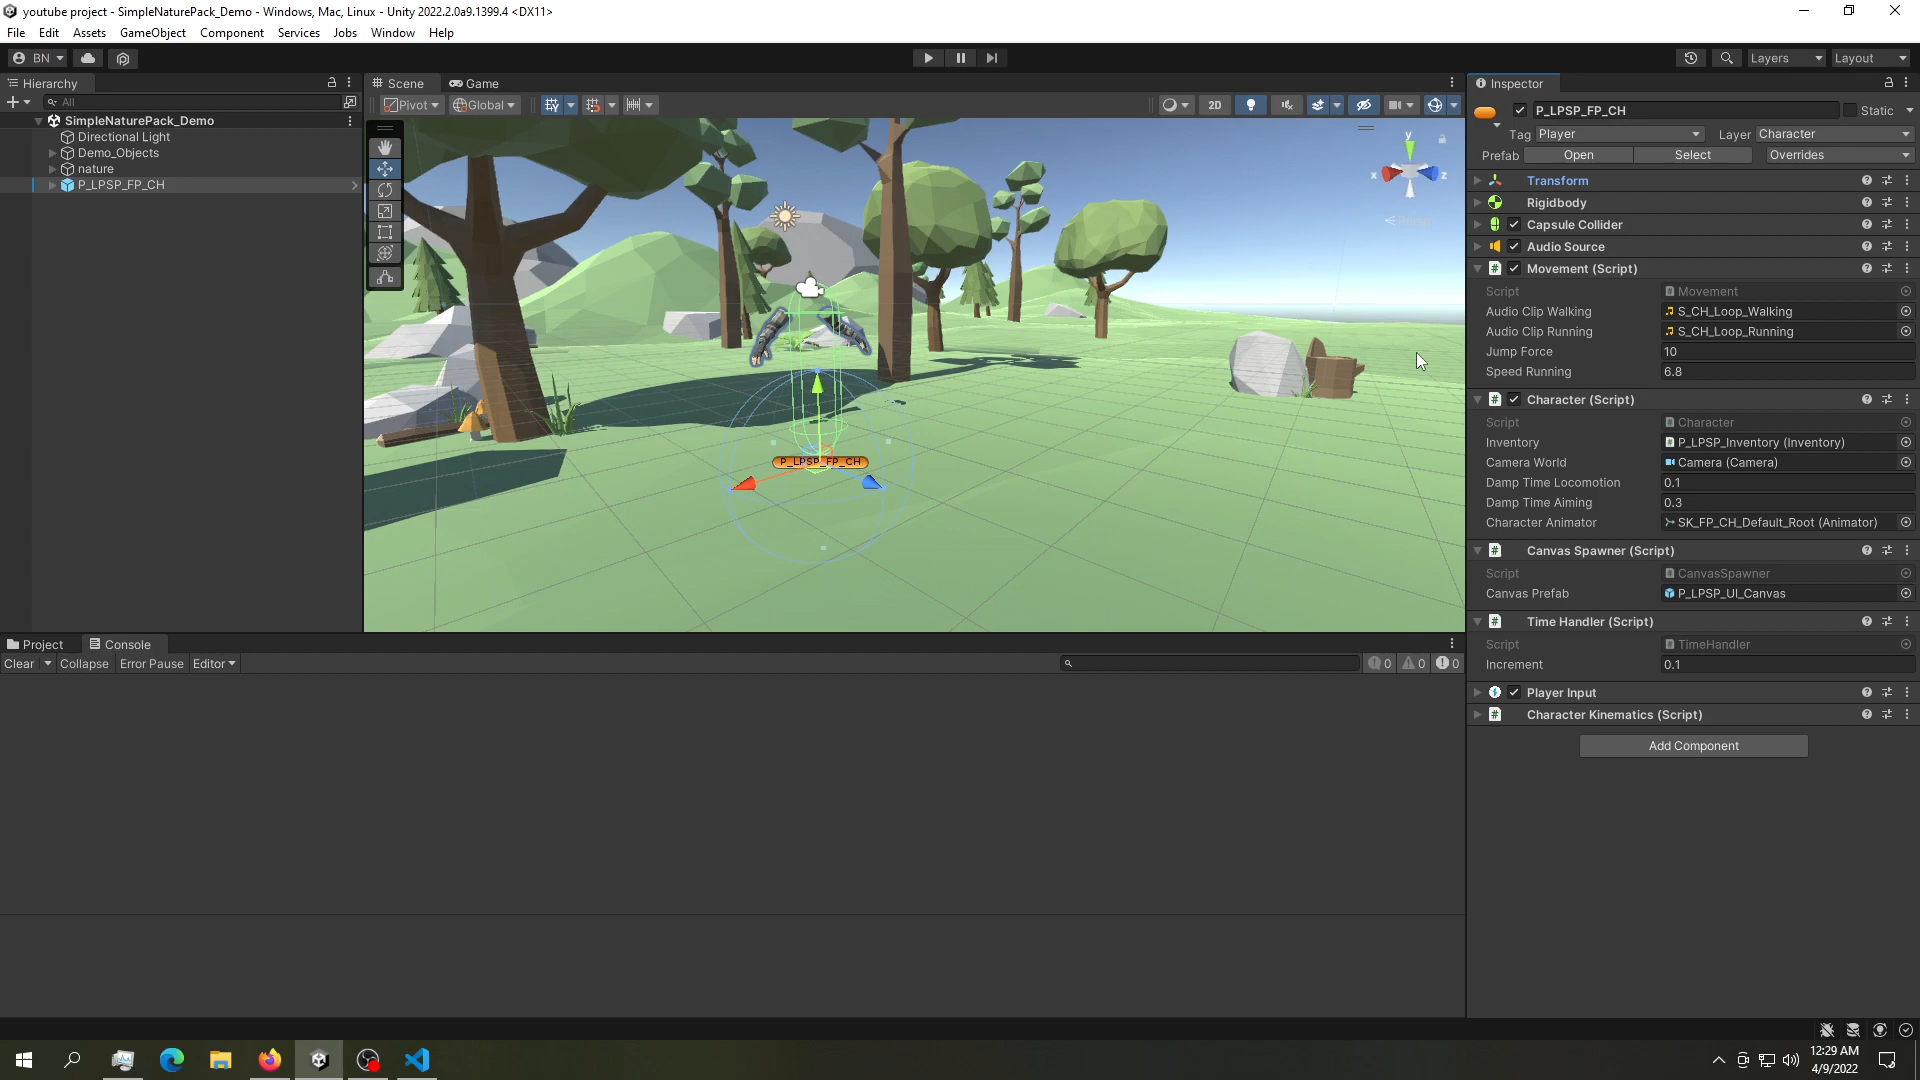 youtube project - SimpleNaturePack_Demo - Windows, Mac, Linux - Unity 2022.2.0a9.1399.4 <DX11>
File Edit Assets GameObject Component Services Jobs Window Help
BN Layers Layout
Hierarchy
All
SimpleNaturePack_Demo
Directional Light
Demo_Objects
nature
P_LPSP_FP_CH
Scene Game
Pivot Global 2D
y
x z
Persp
P_LPSP_FP_CH
Project Console
Clear Collapse Error Pause Editor 0 0 0
Inspector
P_LPSP_FP_CH Static
Tag Player Layer Character
Prefab Open Select Overrides
Transform
Rigidbody
Capsule Collider
Audio Source
Movement (Script)
Script Movement
Audio Clip Walking S_CH_Loop_Walking
Audio Clip Running S_CH_Loop_Running
Jump Force 10
Speed Running 6.8
Character (Script)
Script Character
Inventory P_LPSP_Inventory (Inventory)
Camera World Camera (Camera)
Damp Time Locomotion 0.1
Damp Time Aiming 0.3
Character Animator SK_FP_CH_Default_Root (Animator)
Canvas Spawner (Script)
Script CanvasSpawner
Canvas Prefab P_LPSP_UI_Canvas
Time Handler (Script)
Script TimeHandler
Increment 0.1
Player Input
Character Kinematics (Script)
Add Component
12:29 AM
4/9/2022